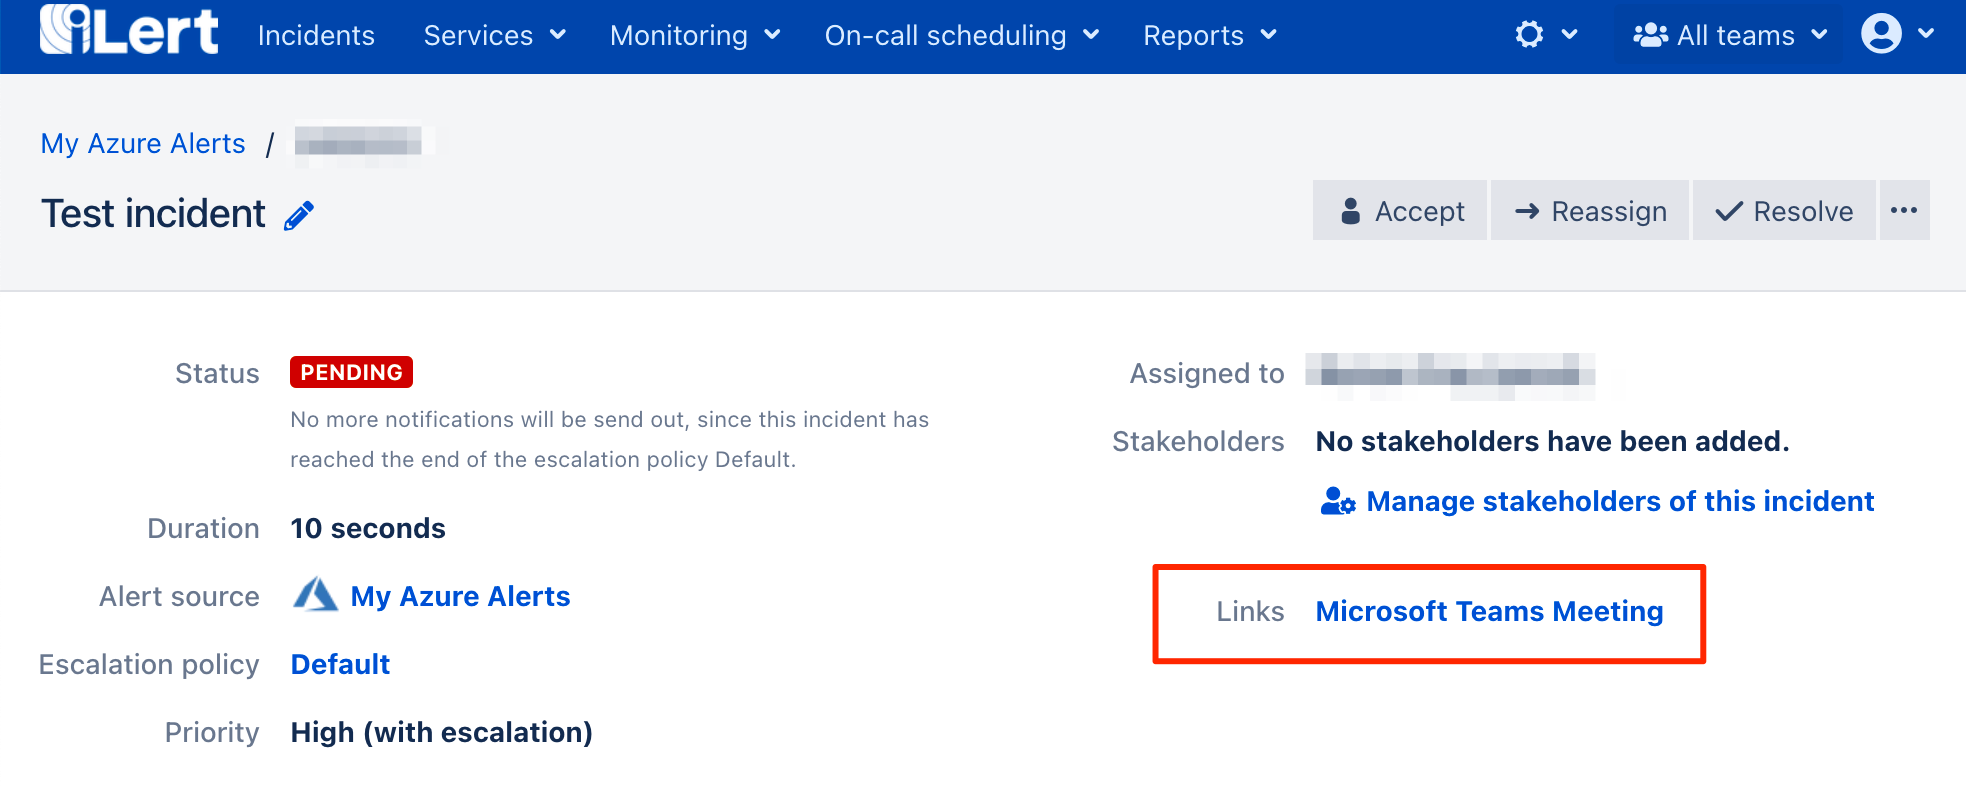 iLert Incidents Services Monitoring On-call scheduling Reports All teams
My Azure Alerts /
Test incident
Accept Reassign Resolve ...
Status PENDING
No more notifications will be send out, since this incident has
reached the end of the escalation policy Default.
Duration 10 seconds
Alert source My Azure Alerts
Escalation policy Default
Priority High (with escalation)
Assigned to
Stakeholders No stakeholders have been added.
Manage stakeholders of this incident
Links Microsoft Teams Meeting